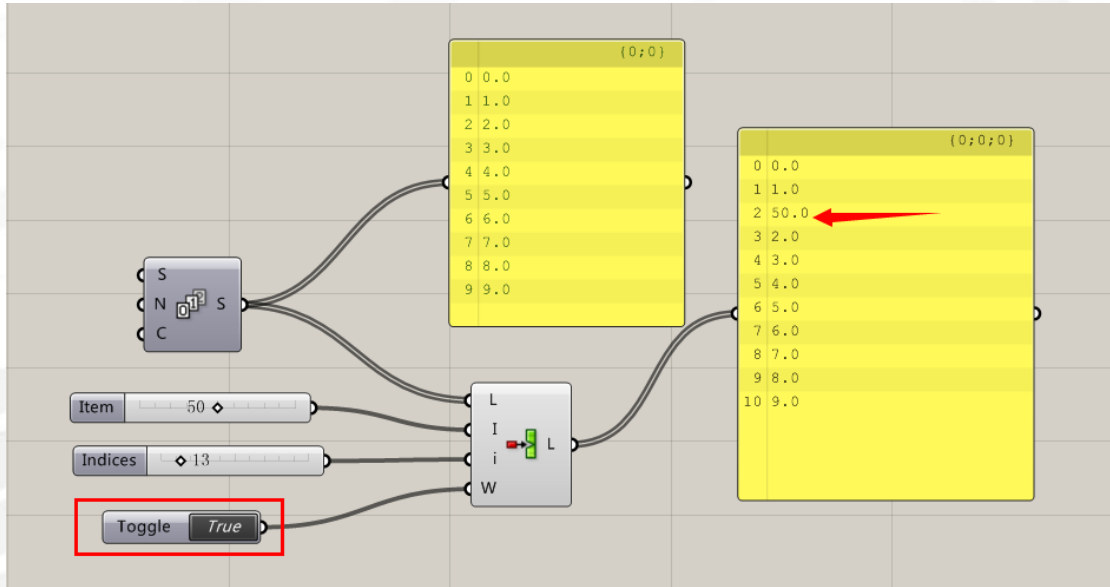 {0;0}
0 0.0
1 1.0
2 2.0
3 3.0
4 4.0
5 5.0
6 6.0
7 7.0
8 8.0
9 9.0
{0;0;0}
0 0.0
1 1.0
2 50.0
3 2.0
4 3.0
5 4.0
6 5.0
7 6.0
8 7.0
9 8.0
10 9.0
S
N 012 S
C
Item 50
Indices 13
Toggle True
L
I
i L
W